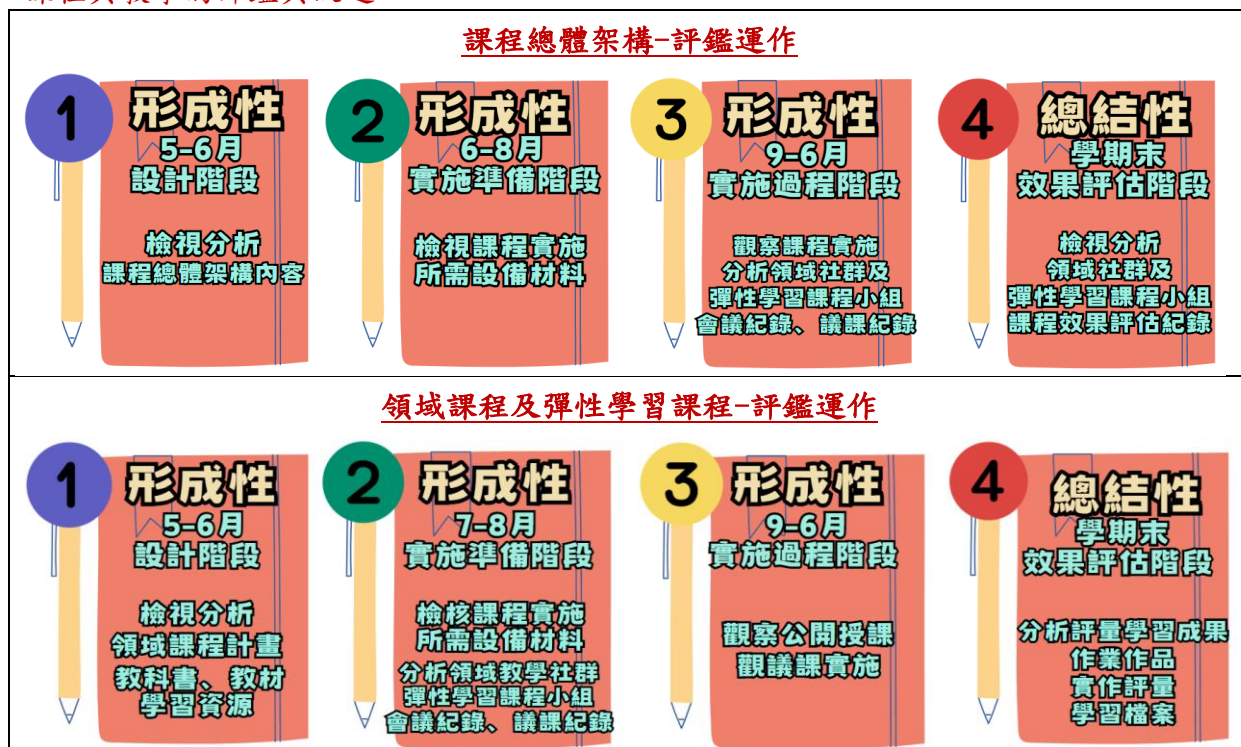 課程總體架構-評鑑運作
1
形成性
5-6月
設計階段
檢視分析
課程總體架構內容
2
形成性
6-8月
實施準備階段
檢視課程實施
所需設備材料
3
形成性
9-6月
實施過程階段
觀察課程實施
分析領域社群及
彈性學習課程小組
會議紀錄、議課紀錄
4
總結性
學期末
效果評估階段
檢視分析
領域社群及
彈性學習課程小組
課程效果評估紀錄
領域課程及彈性學習課程-評鑑運作
1
形成性
5-6月
設計階段
檢視分析
領域課程計畫
教科書、教材
學習資源
2
形成性
7-8月
實施準備階段
檢核課程實施
所需設備材料
分析領域教學社群
彈性學習課程小組
會議紀錄、議課紀錄
3
形成性
9-6月
實施過程階段
觀察公開授課
觀議課實施
4
總結性
學期末
效果評估階段
分析評量學習成果
作業作品
實作評量
學習檔案